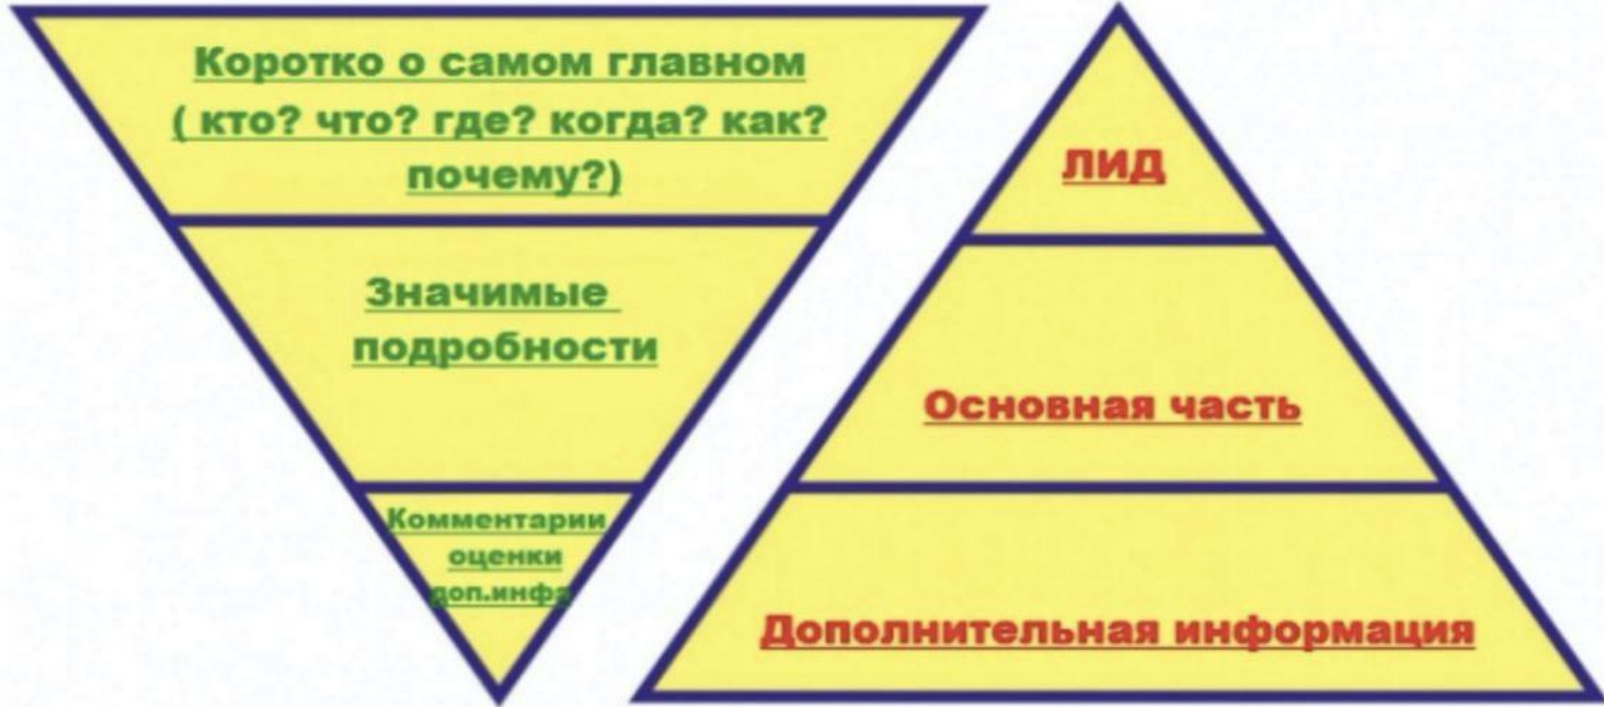 Коротко о самом главном
( кто? что? где? когда? как?
почему?)
Значимые
подробности
Комментарии
оценки
доп.инфа
ЛИД
Основная часть
Дополнительная информация